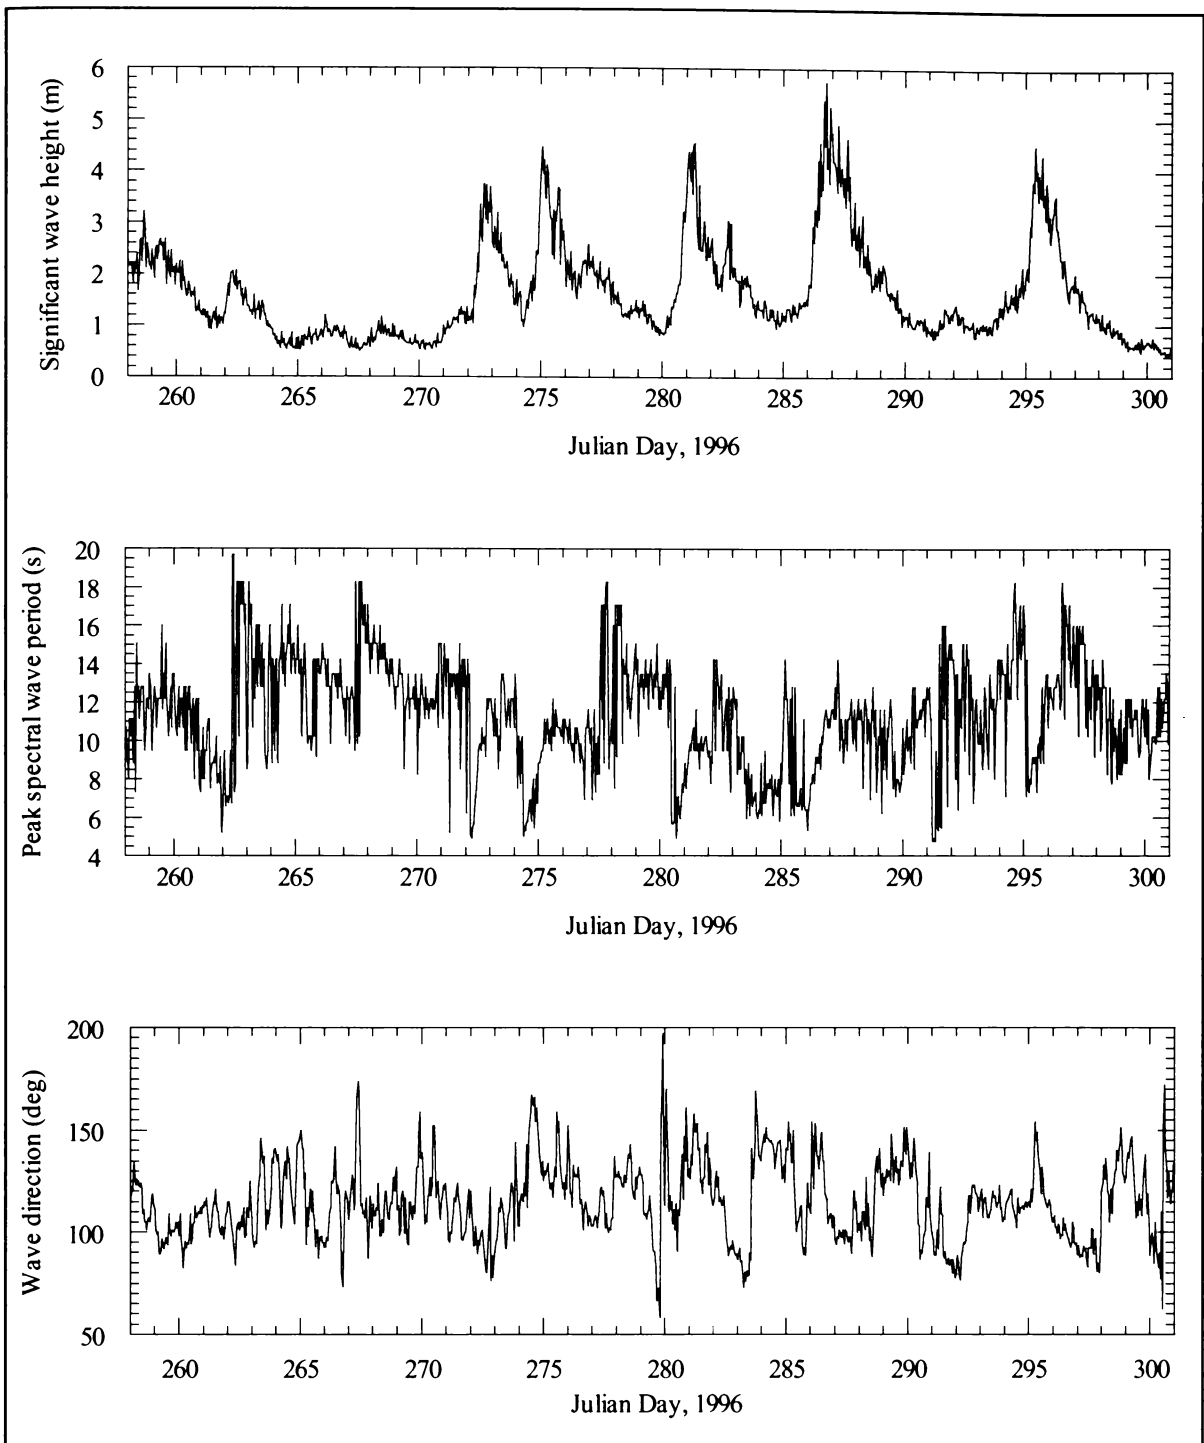 Significant wave height (m)
6
5
4
3
2
1
0
260 265 270 275 280 285 290 295 300
Julian Day, 1996
Peak spectral wave period (s)
20
18
16
14
12
10
8
6
4
260 265 270 275 280 285 290 295 300
Julian Day, 1996
Wave direction (deg)
200
150
100
50
260 265 270 275 280 285 290 295 300
Julian Day, 1996